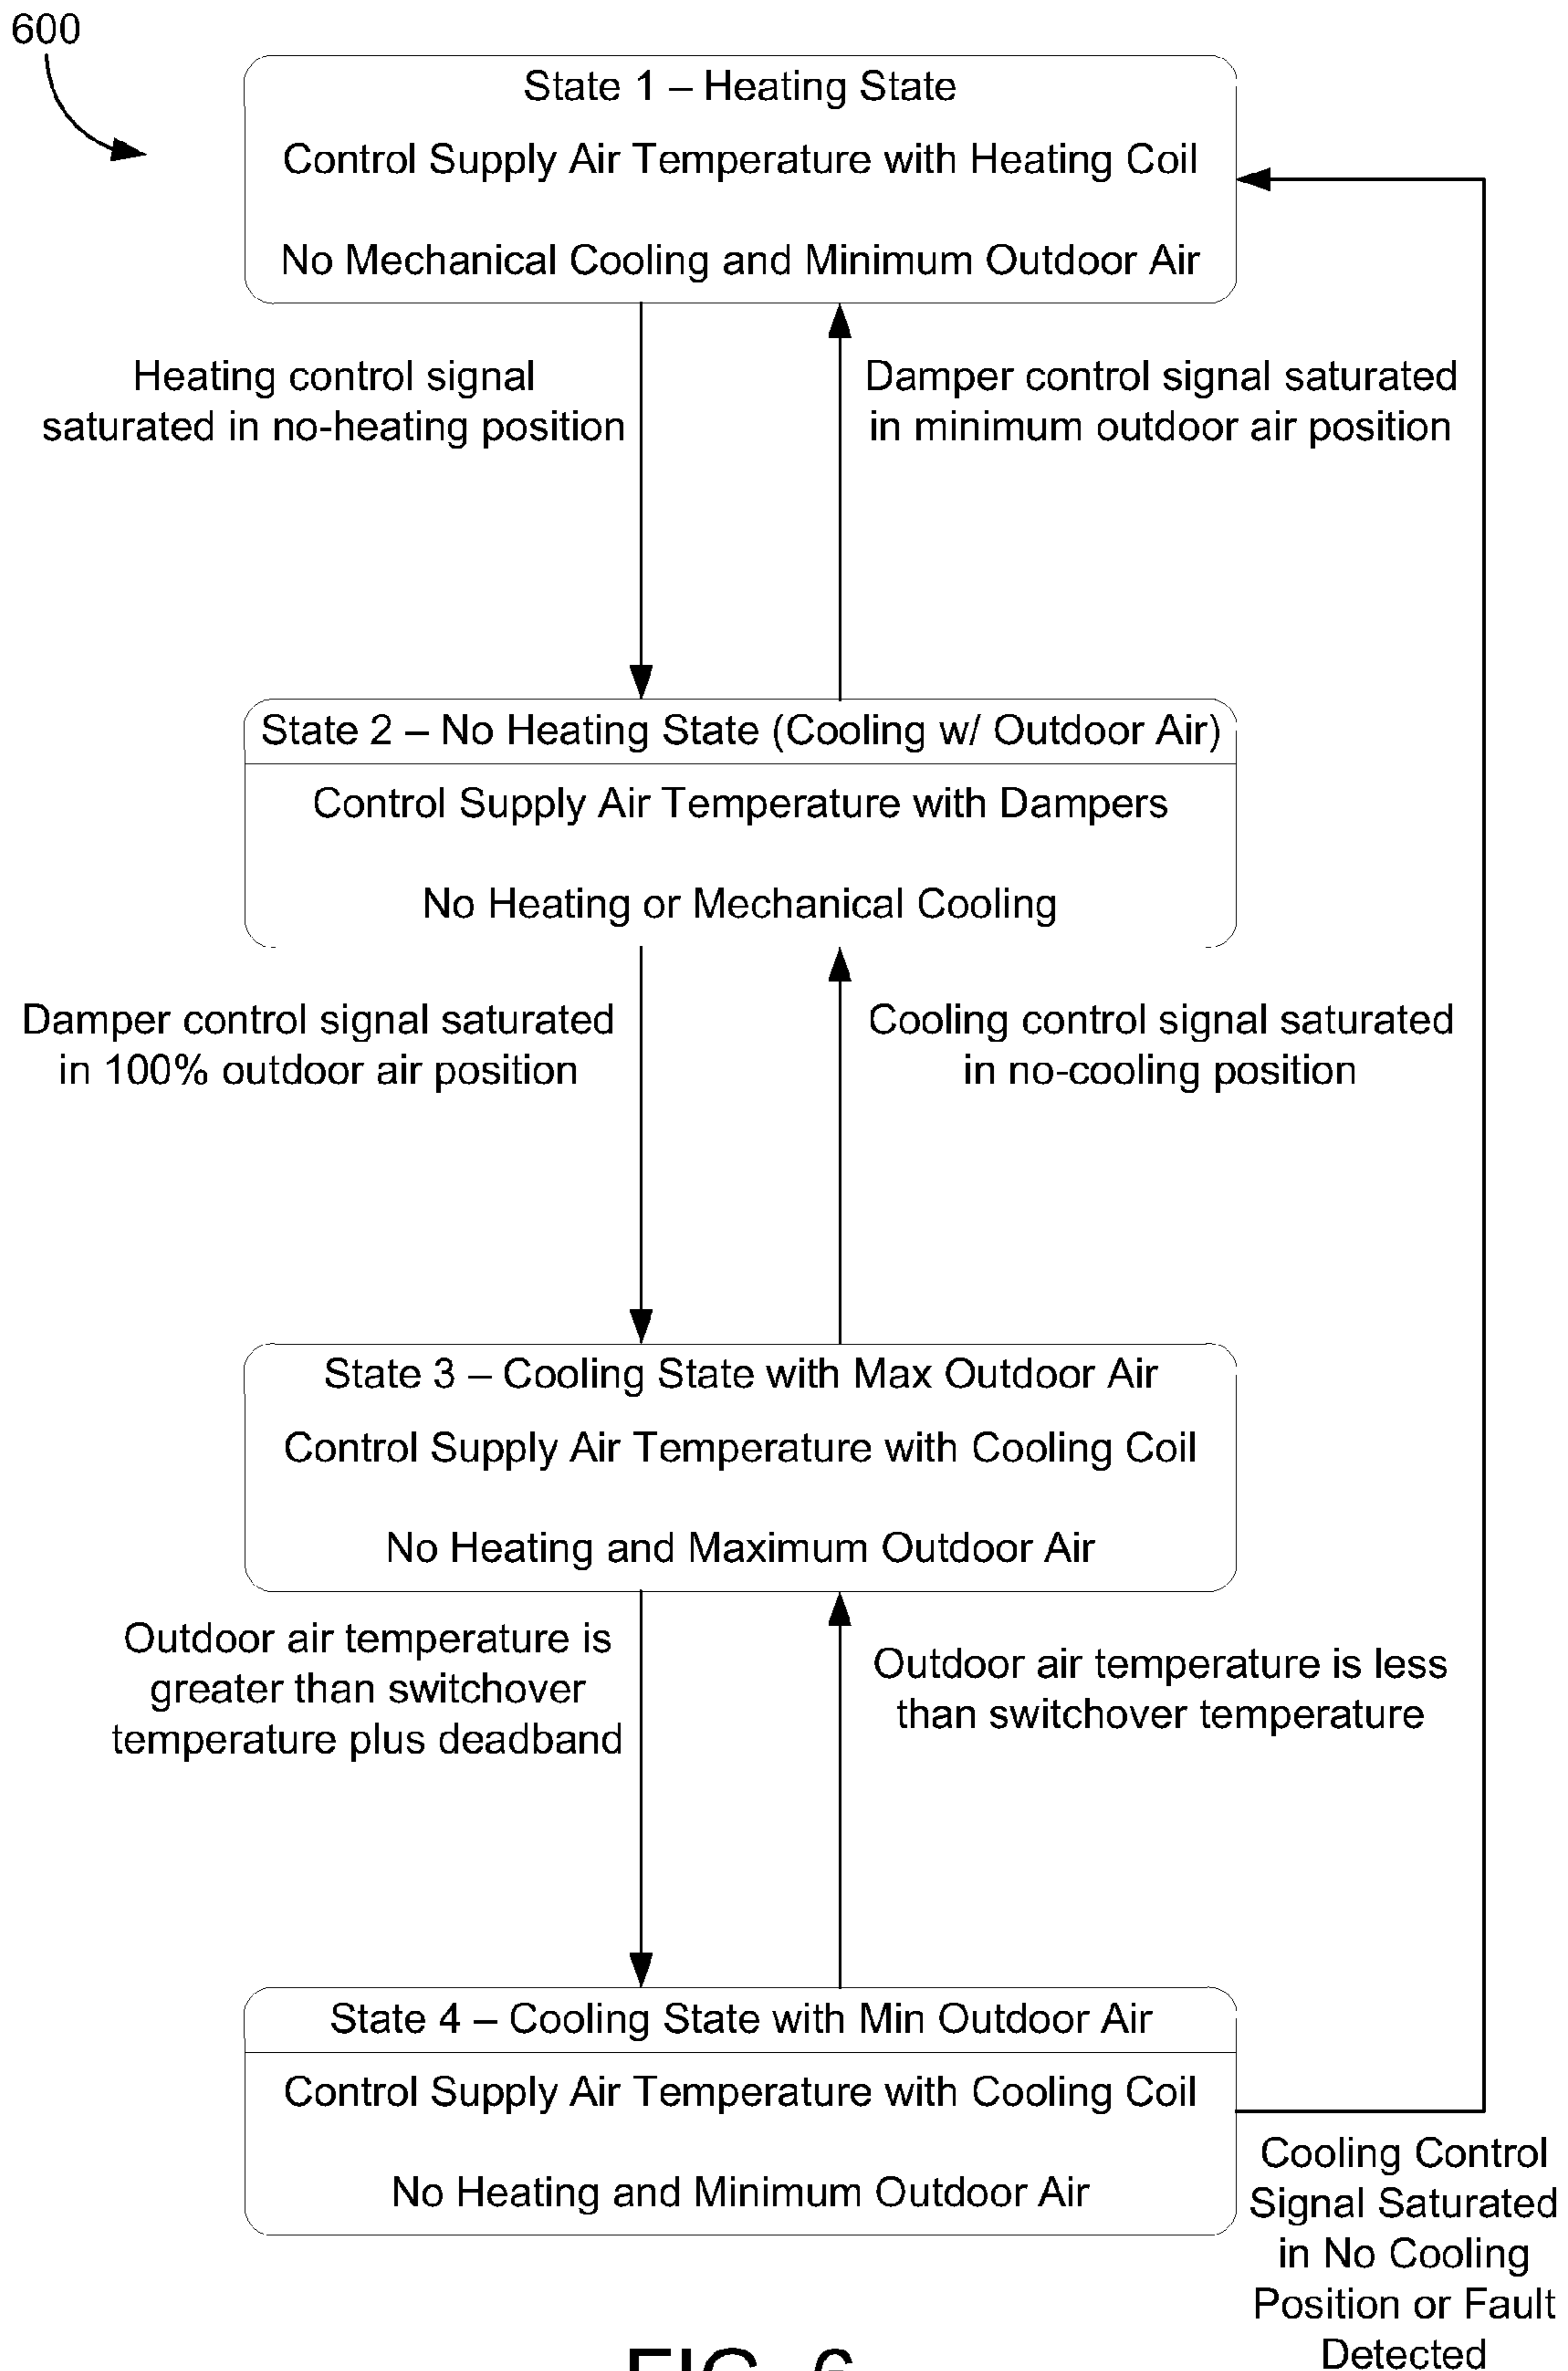 600
State 1 – Heating State
Control Supply Air Temperature with Heating Coil
No Mechanical Cooling and Minimum Outdoor Air
Heating control signal
saturated in no-heating position
Damper control signal saturated
in minimum outdoor air position
State 2 – No Heating State (Cooling w/ Outdoor Air)
Control Supply Air Temperature with Dampers
No Heating or Mechanical Cooling
Damper control signal saturated
in 100% outdoor air position
Cooling control signal saturated
in no-cooling position
State 3 – Cooling State with Max Outdoor Air
Control Supply Air Temperature with Cooling Coil
No Heating and Maximum Outdoor Air
Outdoor air temperature is
greater than switchover
temperature plus deadband
Outdoor air temperature is less
than switchover temperature
State 4 – Cooling State with Min Outdoor Air
Control Supply Air Temperature with Cooling Coil
No Heating and Minimum Outdoor Air
Cooling Control
Signal Saturated
in No Cooling
Position or Fault
Detected
FIG. 6